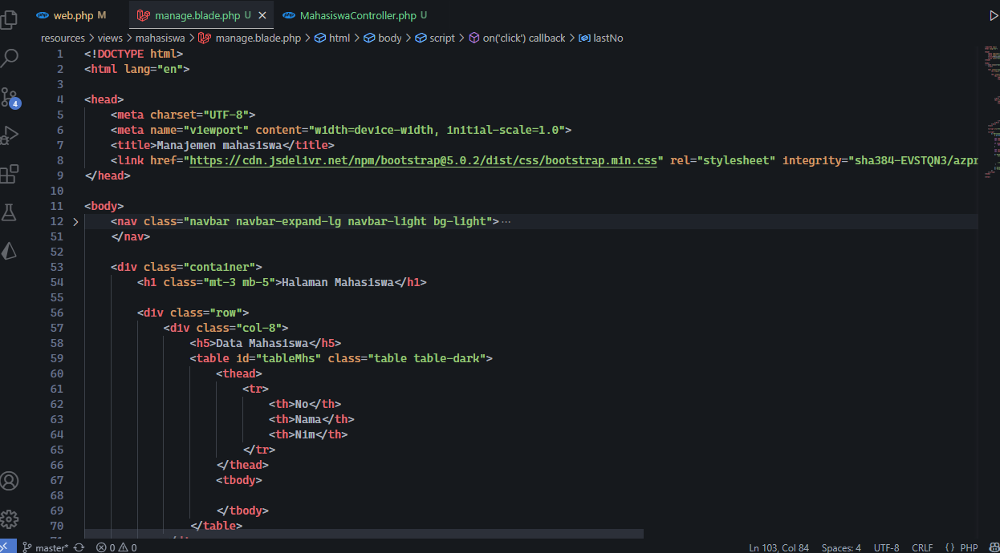 web.php M
manage.blade.php U
MahasiswaController.php U
resources > views > mahasiswa > manage.blade.php > html > body > script > on('click') callback > lastNo
1 <!DOCTYPE html>
2 <html lang="en">
3
4 <head>
5 <meta charset="UTF-8">
6 <meta name="viewport" content="width=device-width, initial-scale=1.0">
7 <title>Manajemen mahasiswa</title>
8 <link href="https://cdn.jsdelivr.net/npm/bootstrap@5.0.2/dist/css/bootstrap.min.css" rel="stylesheet" integrity="sha384-EVSTQN3/azpr
9 </head>
10
11 <body>
12 <nav class="navbar navbar-expand-lg navbar-light bg-light">...
51 </nav>
52
53 <div class="container">
54 <h1 class="mt-3 mb-5">Halaman Mahasiswa</h1>
55
56 <div class="row">
57 <div class="col-8">
58 <h5>Data Mahasiswa</h5>
59 <table id="tableMhs" class="table table-dark">
60 <thead>
61 <tr>
62 <th>No</th>
63 <th>Nama</th>
64 <th>Nim</th>
65 </tr>
66 </thead>
67 <tbody>
68
69 </tbody>
70 </table>
4
master*
0
0
Ln 103, Col 84
Spaces: 4
UTF-8
CRLF
{ } PHP